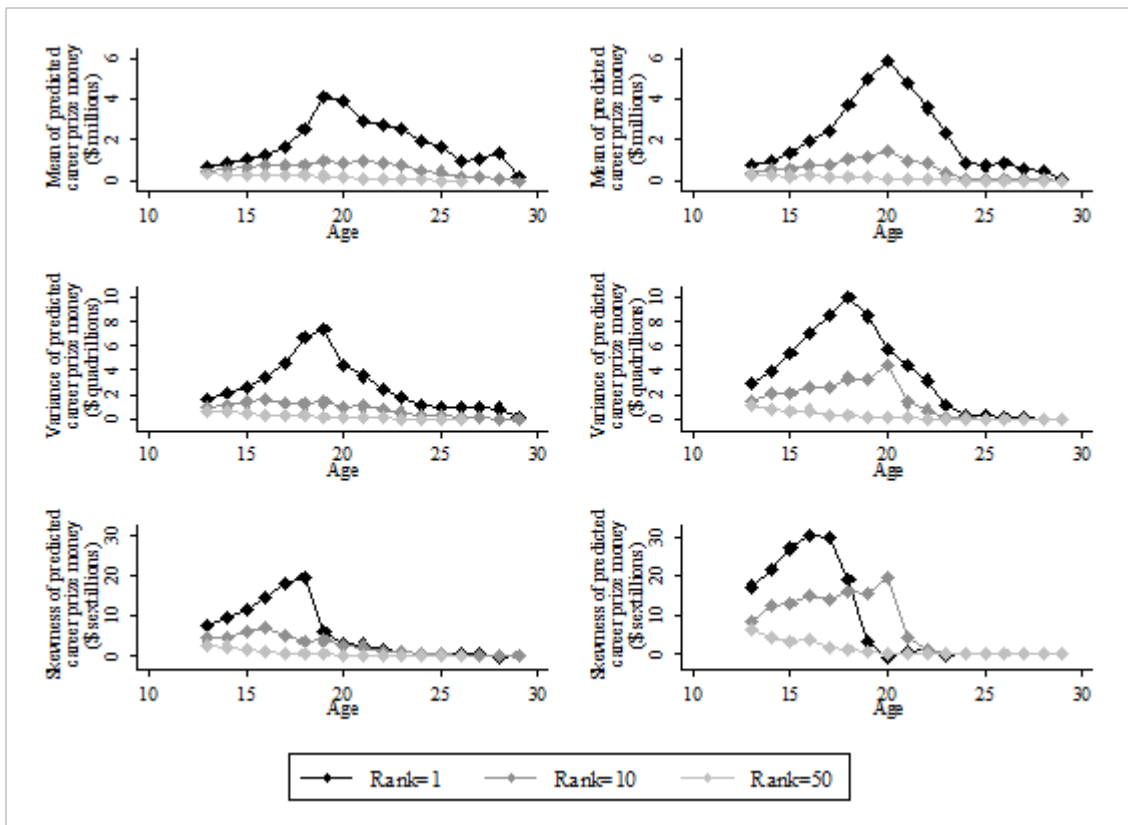 Mean of predicted
career prize money
($ millions)
0 2 4 6
10 15 20 25 30
Age
Mean of predicted
career prize money
($ millions)
0 2 4 6
10 15 20 25 30
Age
Variance of predicted
career prize money
($ quadrillions)
0 2 4 6 8 10
10 15 20 25 30
Age
Variance of predicted
career prize money
($ quadrillions)
0 2 4 6 8 10
10 15 20 25 30
Age
Skewness of predicted
career prize money
($ sextillions)
0 10 20 30
10 15 20 25 30
Age
Skewness of predicted
career prize money
($ sextillions)
0 10 20 30
10 15 20 25 30
Age
Rank=1 Rank=10 Rank=50